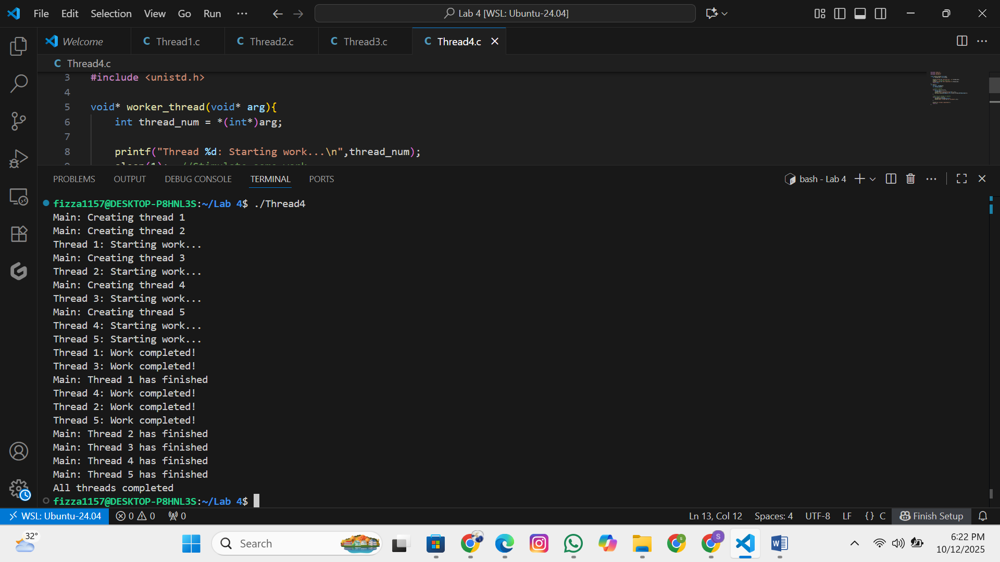 File Edit Selection View Go Run ··· Lab 4 [WSL: Ubuntu-24.04]
Welcome Thread1.c Thread2.c Thread3.c Thread4.c
C Thread4.c
3 #include <unistd.h>
4
5 void* worker_thread(void* arg){
6 int thread_num = *(int*)arg;
7
8 printf("Thread %d: Starting work...\n",thread_num);
PROBLEMS OUTPUT DEBUG CONSOLE TERMINAL PORTS bash - Lab 4
fizza1157@DESKTOP-P8HNL3S:~/Lab 4$ ./Thread4
Main: Creating thread 1
Main: Creating thread 2
Thread 1: Starting work...
Main: Creating thread 3
Thread 2: Starting work...
Main: Creating thread 4
Thread 3: Starting work...
Main: Creating thread 5
Thread 4: Starting work...
Thread 5: Starting work...
Thread 1: Work completed!
Thread 3: Work completed!
Main: Thread 1 has finished
Thread 4: Work completed!
Thread 2: Work completed!
Thread 5: Work completed!
Main: Thread 2 has finished
Main: Thread 3 has finished
Main: Thread 4 has finished
Main: Thread 5 has finished
All threads completed
fizza1157@DESKTOP-P8HNL3S:~/Lab 4$
WSL: Ubuntu-24.04 0 0 0 Ln 13, Col 12 Spaces: 4 UTF-8 LF {} C Finish Setup
32° Search 6:22 PM
10/12/2025